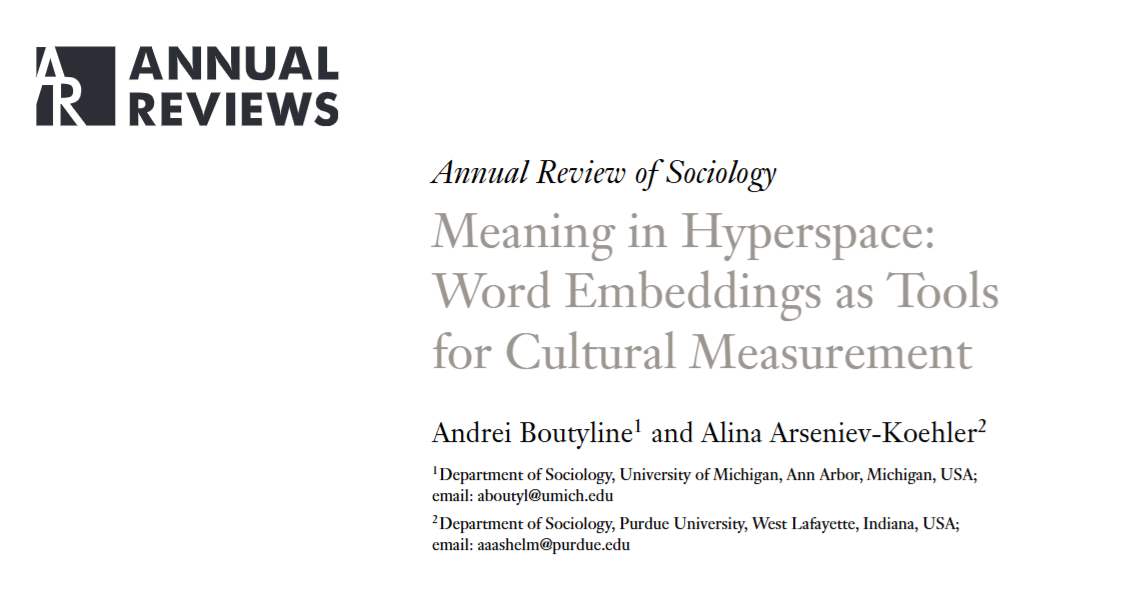 AR ANNUAL
REVIEWS
Annual Review of Sociology
Meaning in Hyperspace:
Word Embeddings as Tools
for Cultural Measurement
Andrei Boutyline1 and Alina Arseniev-Koehler2
1Department of Sociology, University of Michigan, Ann Arbor, Michigan, USA;
email: aboutyl@umich.edu
2Department of Sociology, Purdue University, West Lafayette, Indiana, USA;
email: aaashelm@purdue.edu